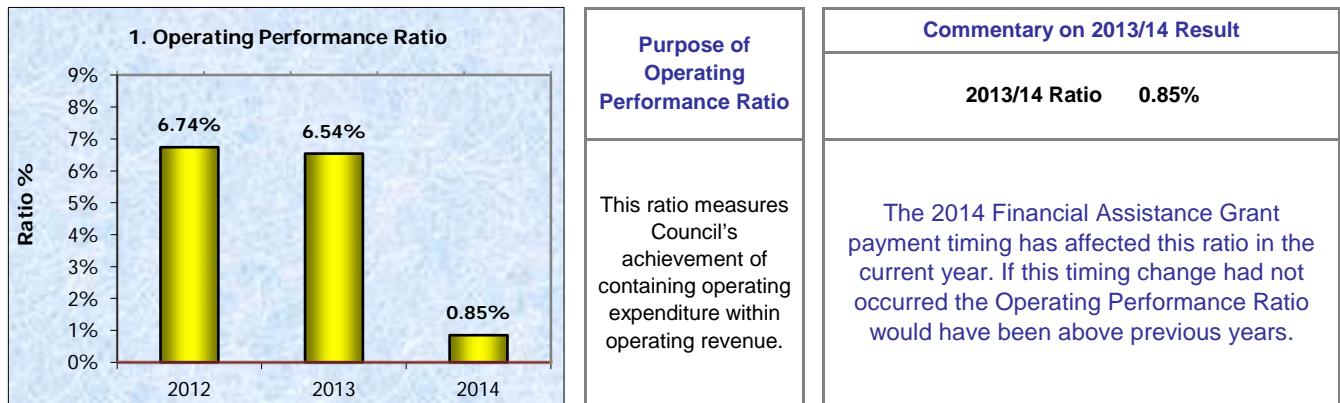 1. Operating Performance Ratio
Ratio %
9%
8%
7%
6%
5%
4%
3%
2%
1%
0%
6.74%
6.54%
0.85%
2012
2013
2014
Purpose of
Operating
Performance Ratio
This ratio measures
Council's
achievement of
containing operating
expenditure within
operating revenue.
Commentary on 2013/14 Result
2013/14 Ratio 0.85%
The 2014 Financial Assistance Grant
payment timing has affected this ratio in the
current year. If this timing change had not
occurred the Operating Performance Ratio
would have been above previous years.